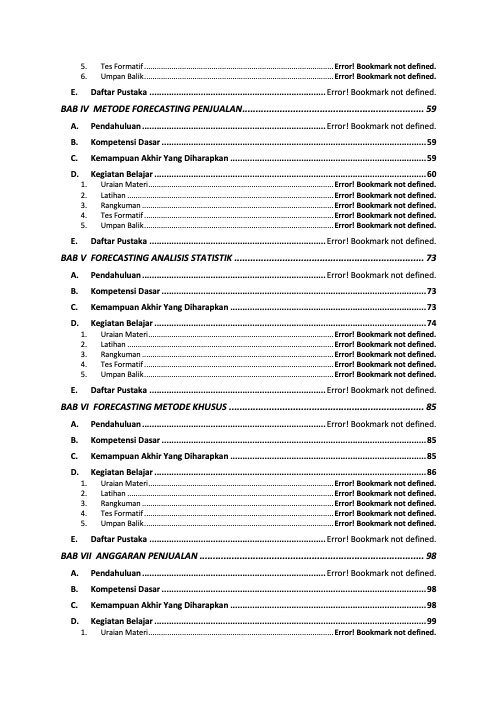 5. Tes Formatif ........ Error! Bookmark not defined.
6. Umpan Balik ........ Error! Bookmark not defined.
E. Daftar Pustaka ........ Error! Bookmark not defined.
BAB IV METODE FORECASTING PENJUALAN ........ 59
A. Pendahuluan ........ Error! Bookmark not defined.
B. Kompetensi Dasar ........ 59
C. Kemampuan Akhir Yang Diharapkan ........ 59
D. Kegiatan Belajar ........ 60
1. Uraian Materi ........ Error! Bookmark not defined.
2. Latihan ........ Error! Bookmark not defined.
3. Rangkuman ........ Error! Bookmark not defined.
4. Tes Formatif ........ Error! Bookmark not defined.
5. Umpan Balik ........ Error! Bookmark not defined.
E. Daftar Pustaka ........ Error! Bookmark not defined.
BAB V FORECASTING ANALISIS STATISTIK ........ 73
A. Pendahuluan ........ Error! Bookmark not defined.
B. Kompetensi Dasar ........ 73
C. Kemampuan Akhir Yang Diharapkan ........ 73
D. Kegiatan Belajar ........ 74
1. Uraian Materi ........ Error! Bookmark not defined.
2. Latihan ........ Error! Bookmark not defined.
3. Rangkuman ........ Error! Bookmark not defined.
4. Tes Formatif ........ Error! Bookmark not defined.
5. Umpan Balik ........ Error! Bookmark not defined.
E. Daftar Pustaka ........ Error! Bookmark not defined.
BAB VI FORECASTING METODE KHUSUS ........ 85
A. Pendahuluan ........ Error! Bookmark not defined.
B. Kompetensi Dasar ........ 85
C. Kemampuan Akhir Yang Diharapkan ........ 85
D. Kegiatan Belajar ........ 86
1. Uraian Materi ........ Error! Bookmark not defined.
2. Latihan ........ Error! Bookmark not defined.
3. Rangkuman ........ Error! Bookmark not defined.
4. Tes Formatif ........ Error! Bookmark not defined.
5. Umpan Balik ........ Error! Bookmark not defined.
E. Daftar Pustaka ........ Error! Bookmark not defined.
BAB VII ANGGARAN PENJUALAN ........ 98
A. Pendahuluan ........ Error! Bookmark not defined.
B. Kompetensi Dasar ........ 98
C. Kemampuan Akhir Yang Diharapkan ........ 98
D. Kegiatan Belajar ........ 99
1. Uraian Materi ........ Error! Bookmark not defined.